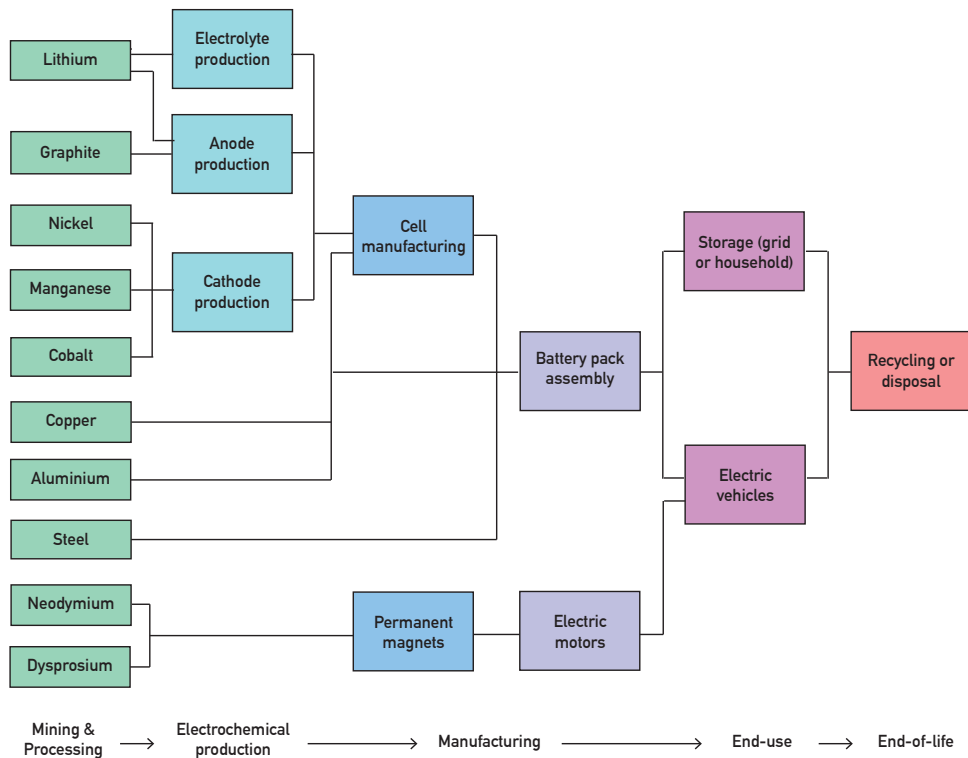 Lithium
Electrolyte
production
Graphite
Anode
production
Nickel
Manganese
Cobalt
Cathode
production
Copper
Aluminium
Steel
Neodymium
Dysprosium
Cell
manufacturing
Permanent
magnets
Battery pack
assembly
Electric
motors
Storage (grid
or household)
Electric
vehicles
Recycling or
disposal
Mining &
Processing
Electrochemical
production
Manufacturing
End-use
End-of-life